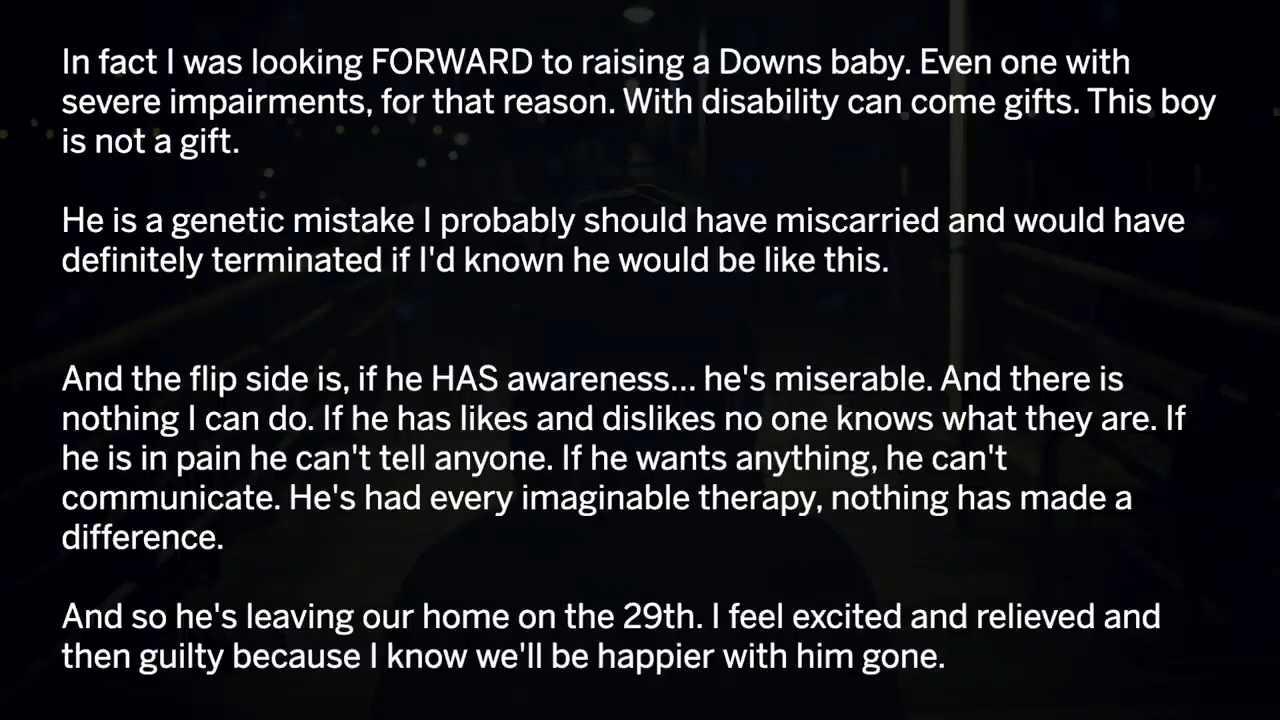 In fact I was looking FORWARD to raising a Downs baby. Even one with
severe impairments, for that reason. With disability can come gifts. This boy
is not a gift.
He is a genetic mistake I probably should have miscarried and would have
definitely terminated if I'd known he would be like this.
And the flip side is, if he HAS awareness... he's miserable. And there is
nothing I can do. If he has likes and dislikes no one knows what they are. If
he is in pain he can't tell anyone. If he wants anything, he can't
communicate. He's had every imaginable therapy, nothing has made a
difference.
And so he's leaving our home on the 29th. I feel excited and relieved and
then guilty because I know we'll be happier with him gone.